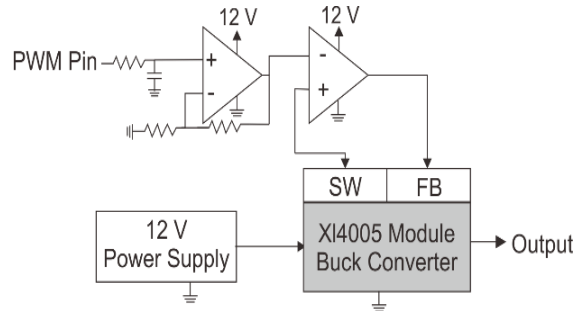 12 V
12 V
PWM Pin
+
-
-
+
SW
FB
12 V
Power Supply
Xl4005 Module
Buck Converter
Output